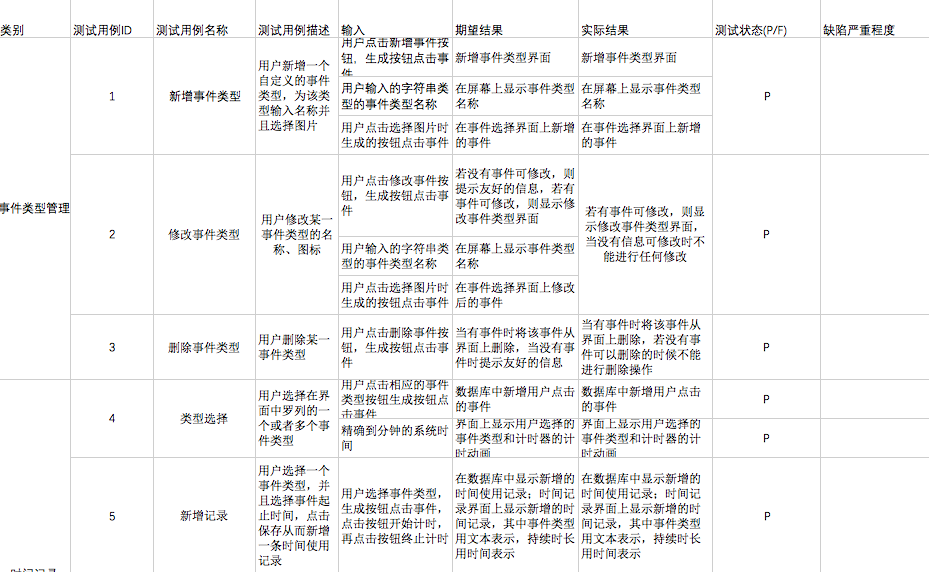 类别
测试用例ID
测试用例名称
测试用例描述
输入
期望结果
实际结果
测试状态(P/F)
缺陷严重程度
事件类型管理
1
新增事件类型
用户新增一个
自定义的事件
类型，为该类
型输入名称并
且选择图片
用户点击新增事件按
钮，生成按钮点击事
件
新增事件类型界面
新增事件类型界面
P
用户输入的字符串类
型的事件类型名称
在屏幕上显示事件类型
名称
在屏幕上显示事件类型
名称
用户点击选择图片时
生成的按钮点击事件
在事件选择界面上新增
的事件
在事件选择界面上新增
的事件
2
修改事件类型
用户修改某一
事件类型的名
称、图标
用户点击修改事件按
钮，生成按钮点击事
件
若没有事件可修改，则
提示友好的信息，若有
事件可修改，则显示修
改事件类型界面
若有事件可修改，则显
示修改事件类型界面，
当没有信息可修改时不
能进行任何修改
P
用户输入的字符串类
型的事件类型名称
在屏幕上显示事件类型
名称
用户点击选择图片时
生成的按钮点击事件
在事件选择界面上修改
后的事件
3
删除事件类型
用户删除某一
事件类型
用户点击删除事件按
钮，生成按钮点击事
件
当有事件时将该事件从
界面上删除，当没有事
件时提示友好的信息
当有事件时将该事件从
界面上删除，若没有事
件可以删除的时候不能
进行删除操作
P
4
类型选择
用户选择在界
面中罗列的一
个或者多个事
件类型
用户点击相应的事件
类型按钮生成按钮点
击事件
数据库中新增用户点击
的事件
数据库中新增用户点击
的事件
P
精确到分钟的系统时
间
界面上显示用户选择的
事件类型和计时器的计
时动画
界面上显示用户选择的
事件类型和计时器的计
时动画
P
时间记录
5
新增记录
用户选择一个
事件类型，并
且选择事件起
止时间，点击
保存从而新增
一条时间使用
记录
用户选择事件类型，
生成按钮点击事件，
点击按钮开始计时，
再点击按钮终止计时
在数据库中显示新增的
时间使用记录；时间记
录界面上显示新增的时
间记录，其中事件类型
用文本表示，持续时长
用时间表示
在数据库中显示新增的
时间使用记录；时间记
录界面上显示新增的时
间记录，其中事件类型
用文本表示，持续时长
用时间表示
P